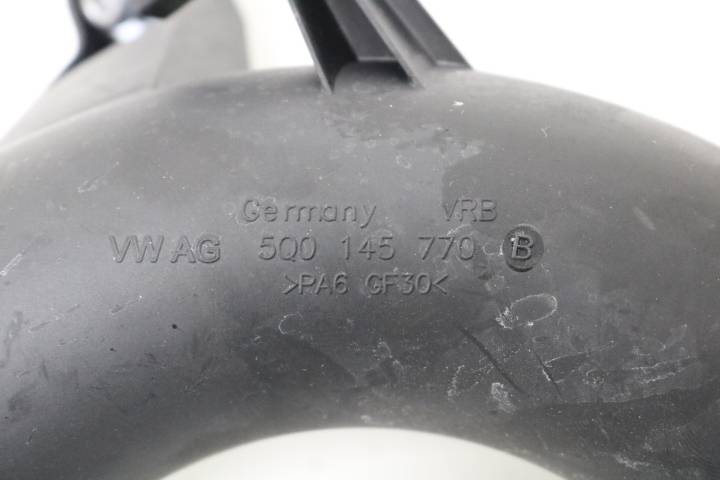 Germany VRB
VW AG 5Q0 145 770 B
>PA6 GF30<